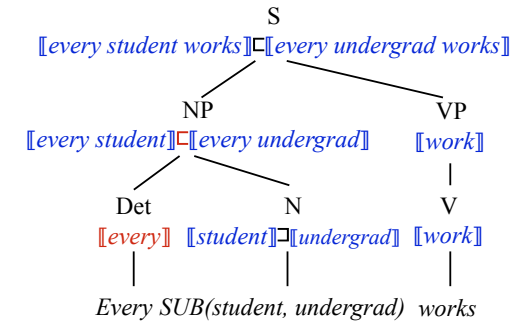 S
⟦every student works⟧⊏⟦every undergrad works⟧
NP VP
⟦every student⟧⊏⟦every undergrad⟧ ⟦work⟧
Det N V
⟦every⟧ ⟦student⟧⊐⟦undergrad⟧ ⟦work⟧
Every SUB(student, undergrad) works